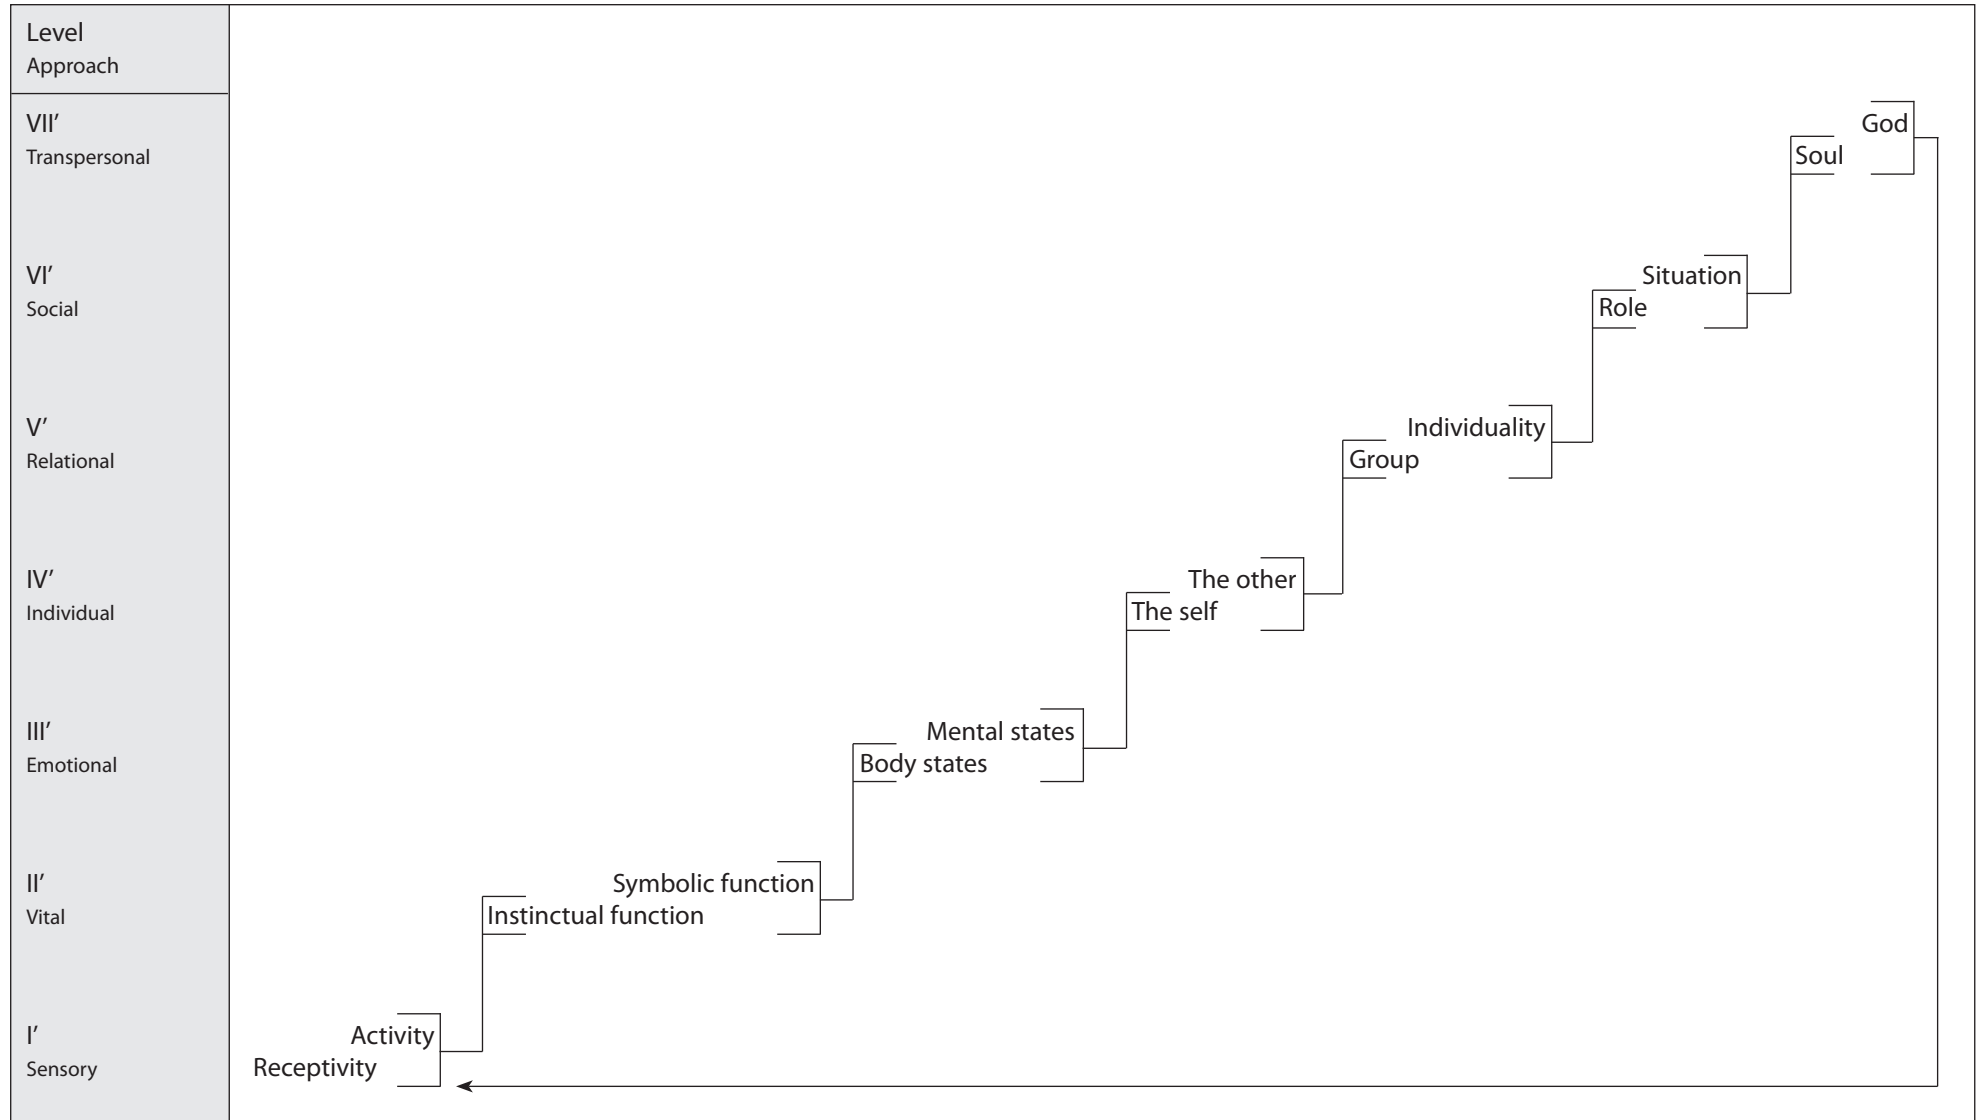 Level
Approach
VII′
Transpersonal
God
Soul
VI′
Social
Situation
Role
V′
Relational
Individuality
Group
IV′
Individual
The other
The self
III′
Emotional
Mental states
Body states
II′
Vital
Symbolic function
Instinctual function
I′
Sensory
Activity
Receptivity